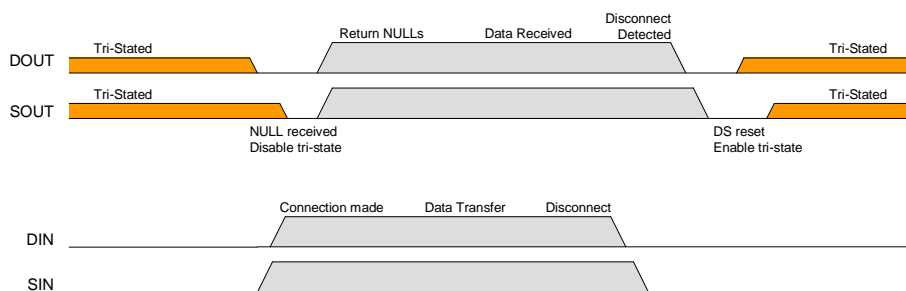 Disconnect
Return NULLs Data Received Detected
Tri-Stated Tri-Stated
DOUT
Tri-Stated Tri-Stated
SOUT
NULL received DS reset
Disable tri-state Enable tri-state
Connection made Data Transfer Disconnect
DIN
SIN